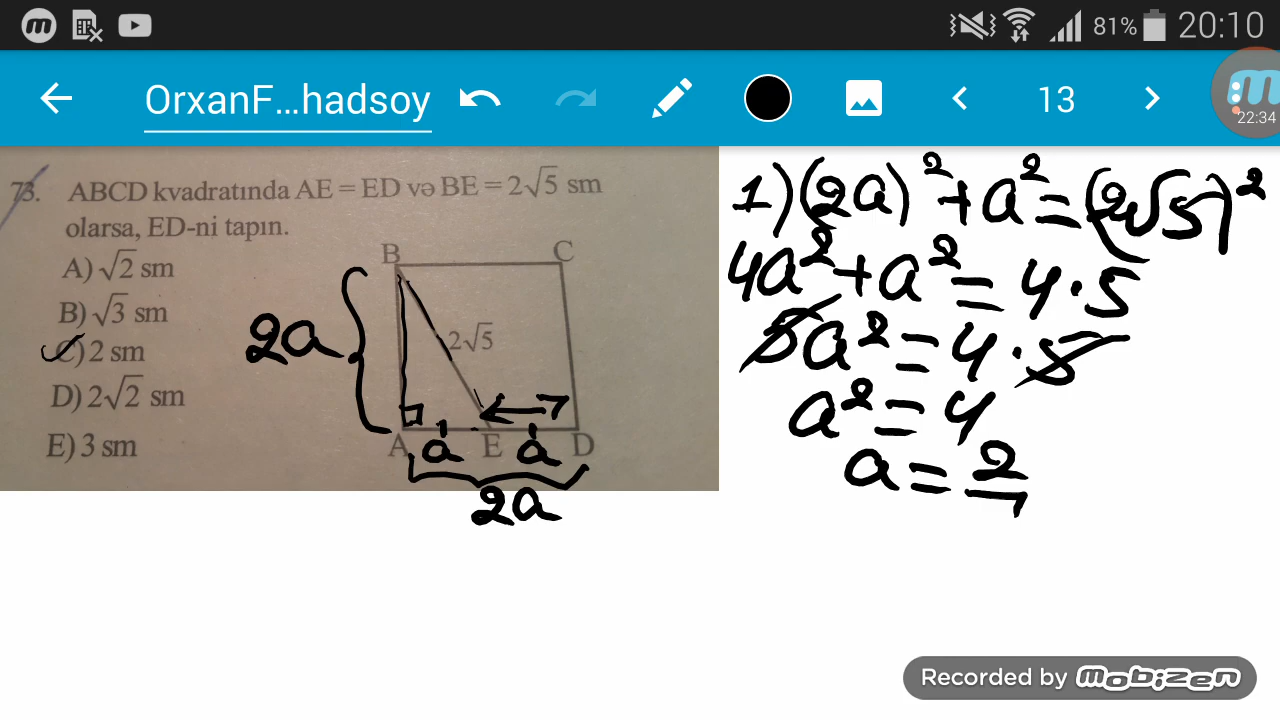 81% 20:10
OrxanF...hadsoy 13
22:34
73. ABCD kvadratında AE = ED və BE = 2√5 sm
olarsa, ED-ni tapın.
A) √2 sm
B) √3 sm
C) 2 sm
D) 2√2 sm
E) 3 sm
B C
2a
2√5
A a E a D
2a
1) (2a)² + a² = (2√5)²
4a² + a² = 4·5
5a² = 4·5
a² = 4
a = 2
Recorded by mobizen